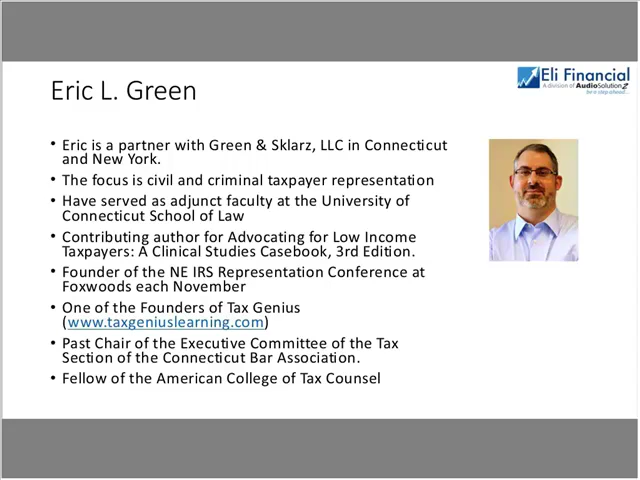 Eric L. Green
Eli Financial
A division of AudioSolutionZ
for a step ahead...
• Eric is a partner with Green & Sklarz, LLC in Connecticut
and New York.
• The focus is civil and criminal taxpayer representation
• Have served as adjunct faculty at the University of
Connecticut School of Law
• Contributing author for Advocating for Low Income
Taxpayers: A Clinical Studies Casebook, 3rd Edition.
• Founder of the NE IRS Representation Conference at
Foxwoods each November
• One of the Founders of Tax Genius
(www.taxgeniuslearning.com)
• Past Chair of the Executive Committee of the Tax
Section of the Connecticut Bar Association.
• Fellow of the American College of Tax Counsel